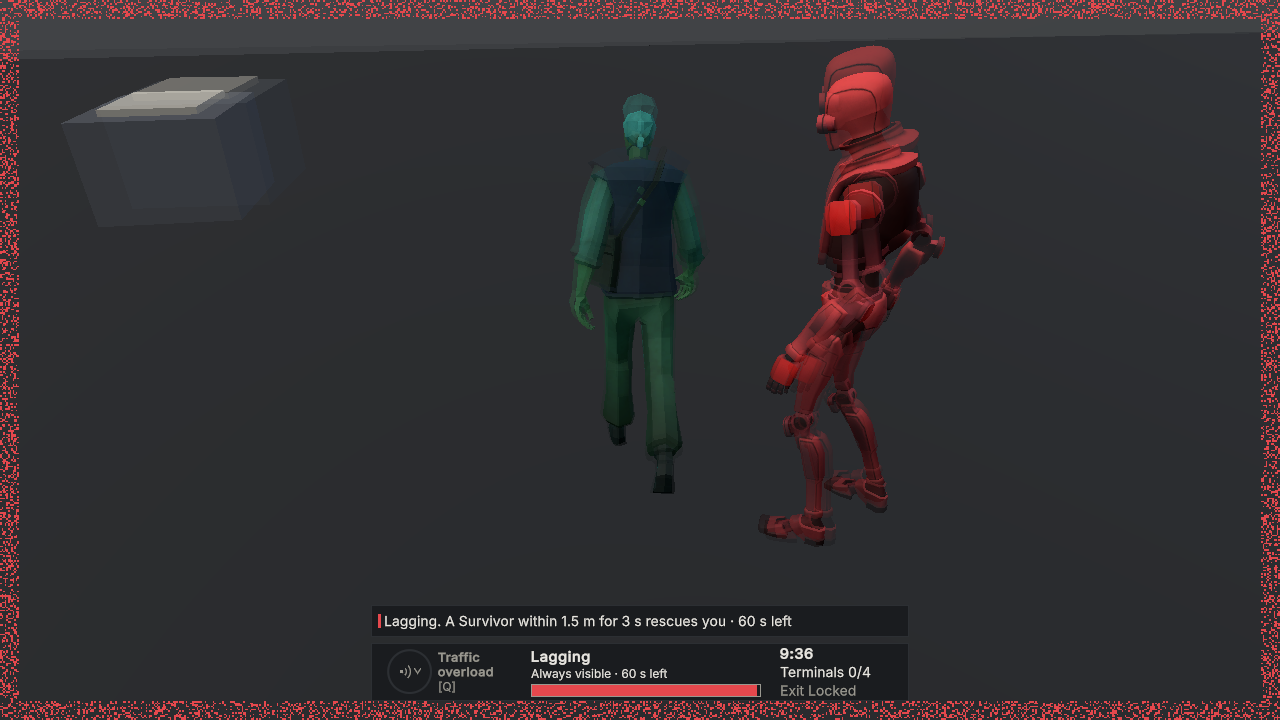 Lagging. A Survivor within 1.5 m for 3 s rescues you · 60 s left
Traffic
overload
[Q]
Lagging
Always visible · 60 s left
9:36
Terminals 0/4
Exit Locked